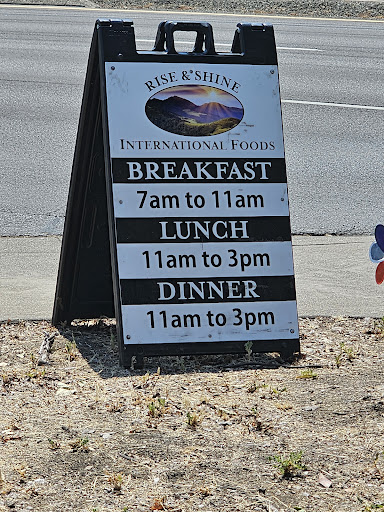 RISE & SHINE
INTERNATIONAL FOODS
BREAKFAST
7am to 11am
LUNCH
11am to 3pm
DINNER
11am to 3pm